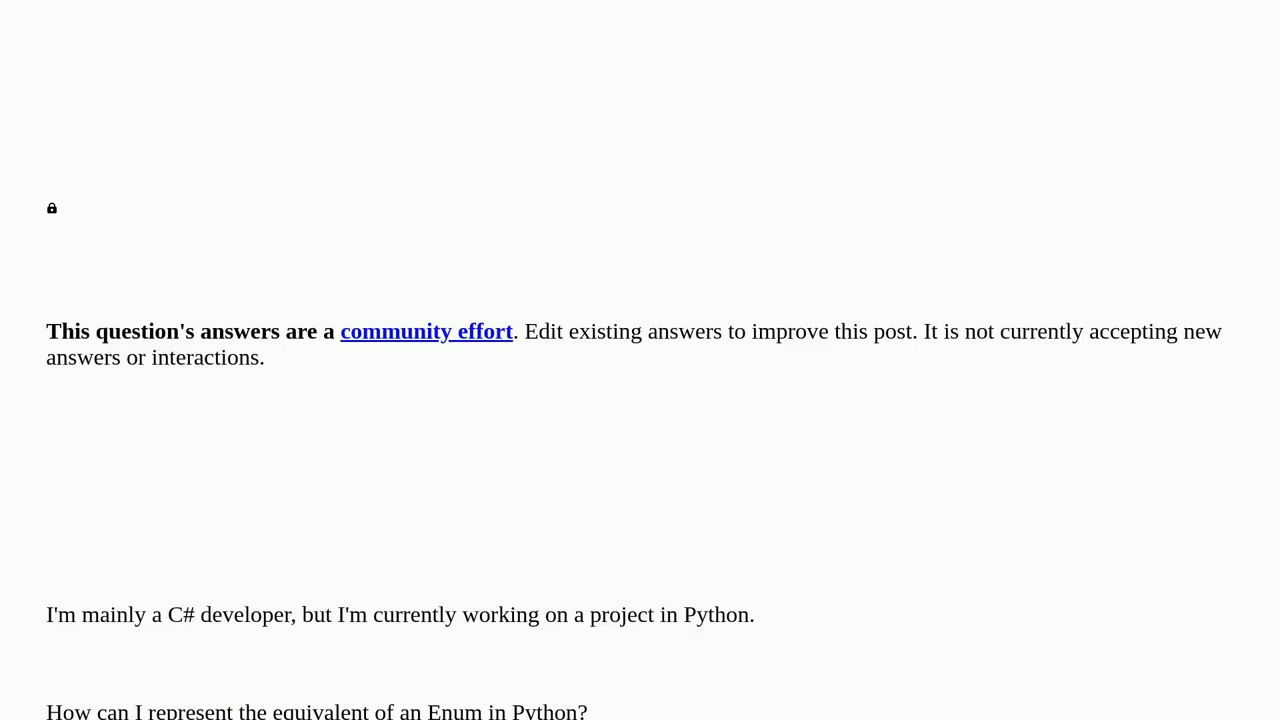 This question's answers are a community effort. Edit existing answers to improve this post. It is not currently accepting new
answers or interactions.
I'm mainly a C# developer, but I'm currently working on a project in Python.
How can I represent the equivalent of an Enum in Python?